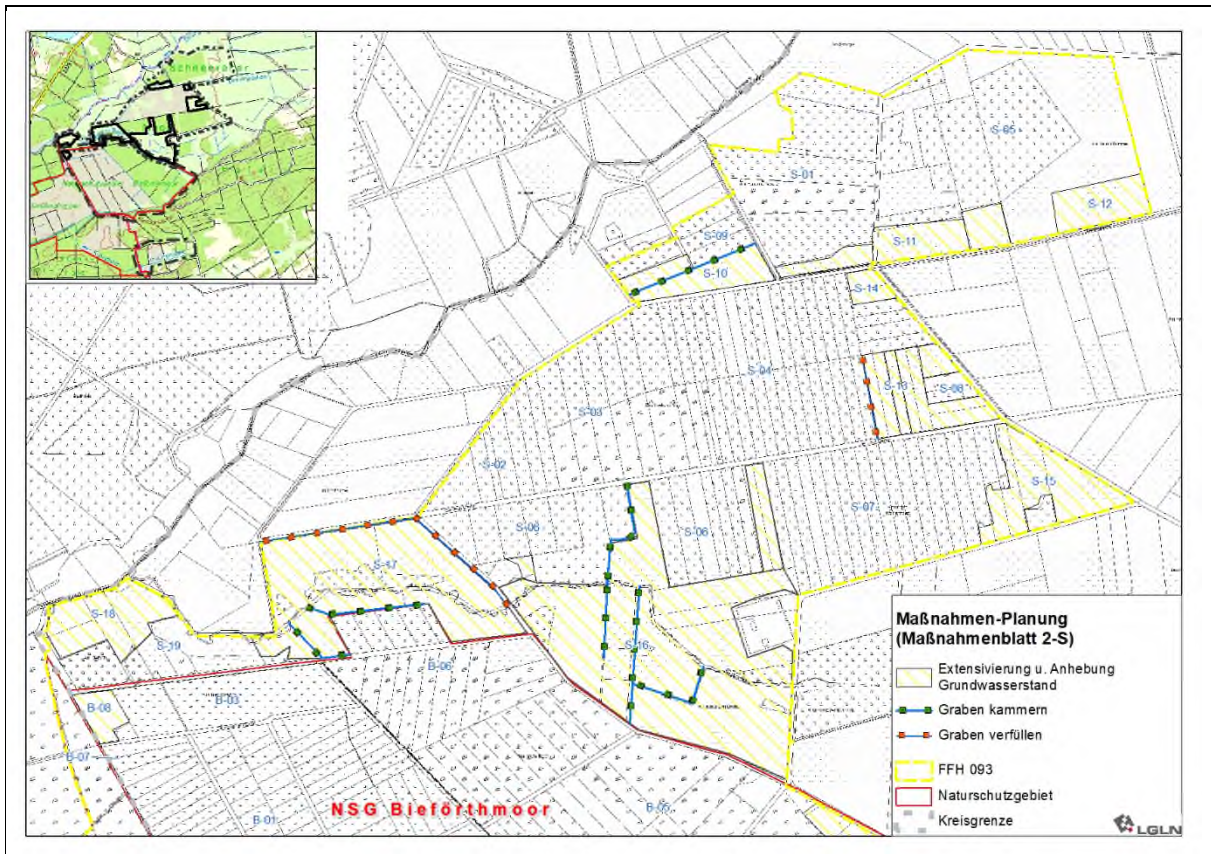 S-05
S-01
S-12
S-09
S-11
S-10
S-14
S-04
S-13
S-08
S-03
S-02
S-15
S-07
S-06
S-06
S-17
S-18
S-16
S-19
B-06
B-03
B-08
B-07
B-05
B-01
NSG Bieförthmoor
Maßnahmen-Planung
(Maßnahmenblatt 2-S)
Extensivierung u. Anhebung
Grundwasserstand
Graben kammern
Graben verfüllen
FFH 093
Naturschutzgebiet
Kreisgrenze
LGLN